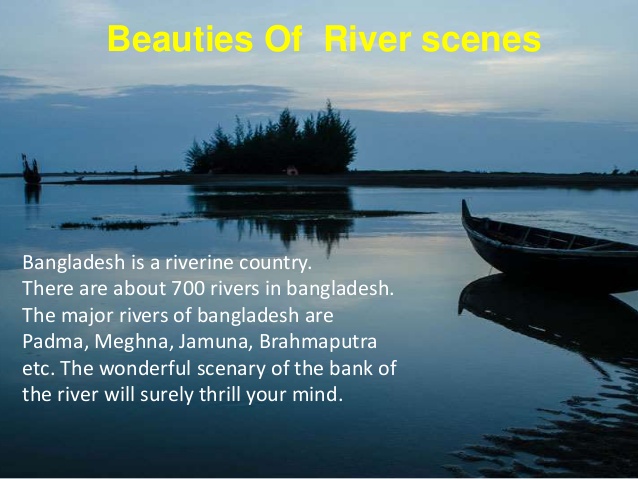 Beauties Of River scenes
Bangladesh is a riverine country.
There are about 700 rivers in bangladesh.
The major rivers of bangladesh are
Padma, Meghna, Jamuna, Brahmaputra
etc. The wonderful scenary of the bank of
the river will surely thrill your mind.